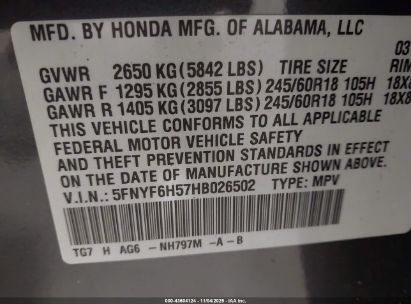 MFD. BY HONDA MFG. OF ALABAMA, LLC
03
GVWR 2650 KG (5842 LBS) TIRE SIZE RIM
GAWR F 1295 KG (2855 LBS) 245/60R18 105H 18X8
GAWR R 1405 KG (3097 LBS) 245/60R18 105H 18X8
THIS VEHICLE CONFORMS TO ALL APPLICABLE
FEDERAL MOTOR VEHICLE SAFETY
AND THEFT PREVENTION STANDARDS IN EFFECT
ON THE DATE OF MANUFACTURE SHOWN ABOVE.
V.I.N.: 5FNYF6H57HB026502 TYPE: MPV
TG7 H AG6 -NH797M -A-B